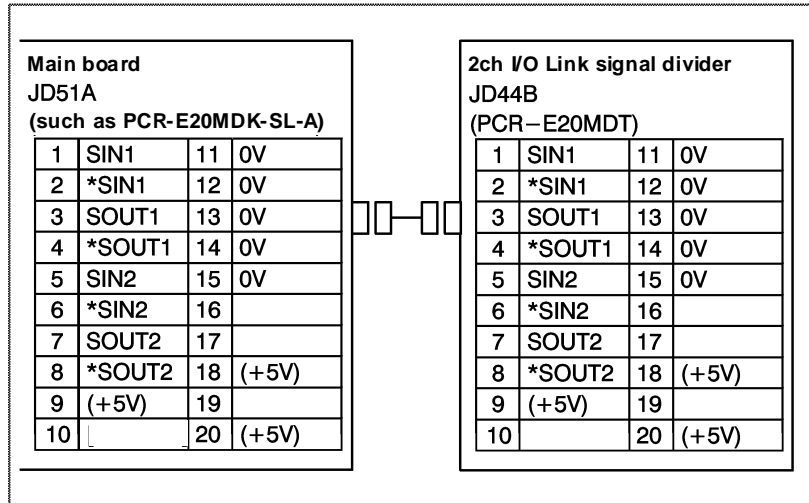 Main board
JD51A
(such as PCR-E20MDK-SL-A)
1 SIN1 11 0V
2 *SIN1 12 0V
3 SOUT1 13 0V
4 *SOUT1 14 0V
5 SIN2 15 0V
6 *SIN2 16
7 SOUT2 17
8 *SOUT2 18 (+5V)
9 (+5V) 19
10 20 (+5V)
2ch I/O Link signal divider
JD44B
(PCR−E20MDT)
1 SIN1 11 0V
2 *SIN1 12 0V
3 SOUT1 13 0V
4 *SOUT1 14 0V
5 SIN2 15 0V
6 *SIN2 16
7 SOUT2 17
8 *SOUT2 18 (+5V)
9 (+5V) 19
10 20 (+5V)